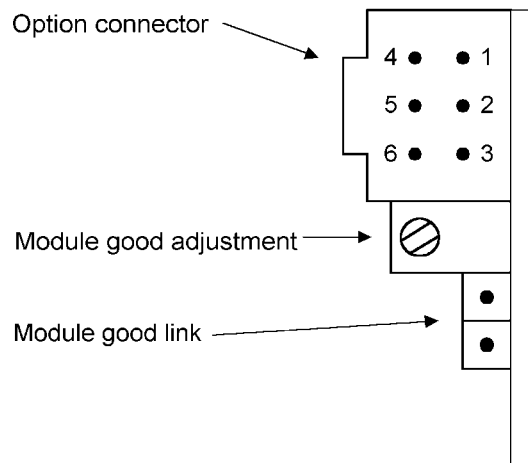 Option connector
4 1
5 2
6 3
Module good adjustment
Module good link